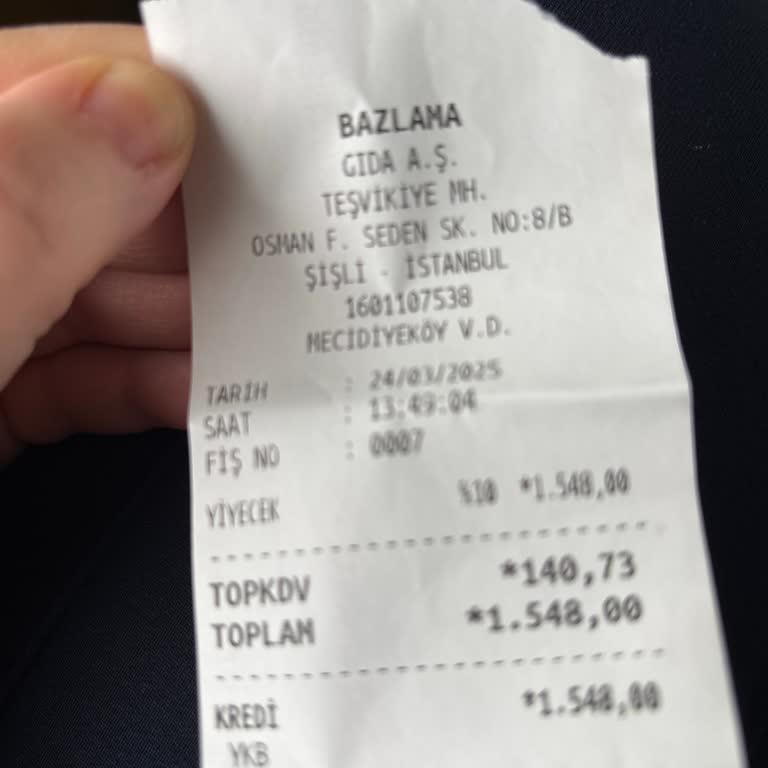 BAZLAMA
GIDA A.Ş.
TEŞVİKİYE MH.
OSMAN F. SEDEN SK. NO:8/B
ŞİŞLİ - İSTANBUL
1601107538
MECİDİYEKÖY V.D.
TARİH : 24/03/2025
SAAT : 13:49:04
FİŞ NO : 0007
YİYECEK %10 *1.548,00
TOPKDV *140,73
TOPLAM *1.548,00
KREDİ *1.548,00
YKB